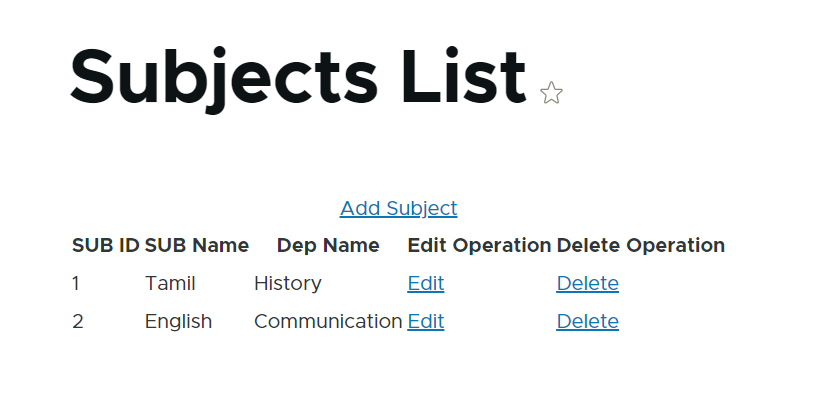 Subjects List
Add Subject
SUB ID SUB Name Dep Name Edit Operation Delete Operation
1 Tamil History Edit Delete
2 English Communication Edit Delete